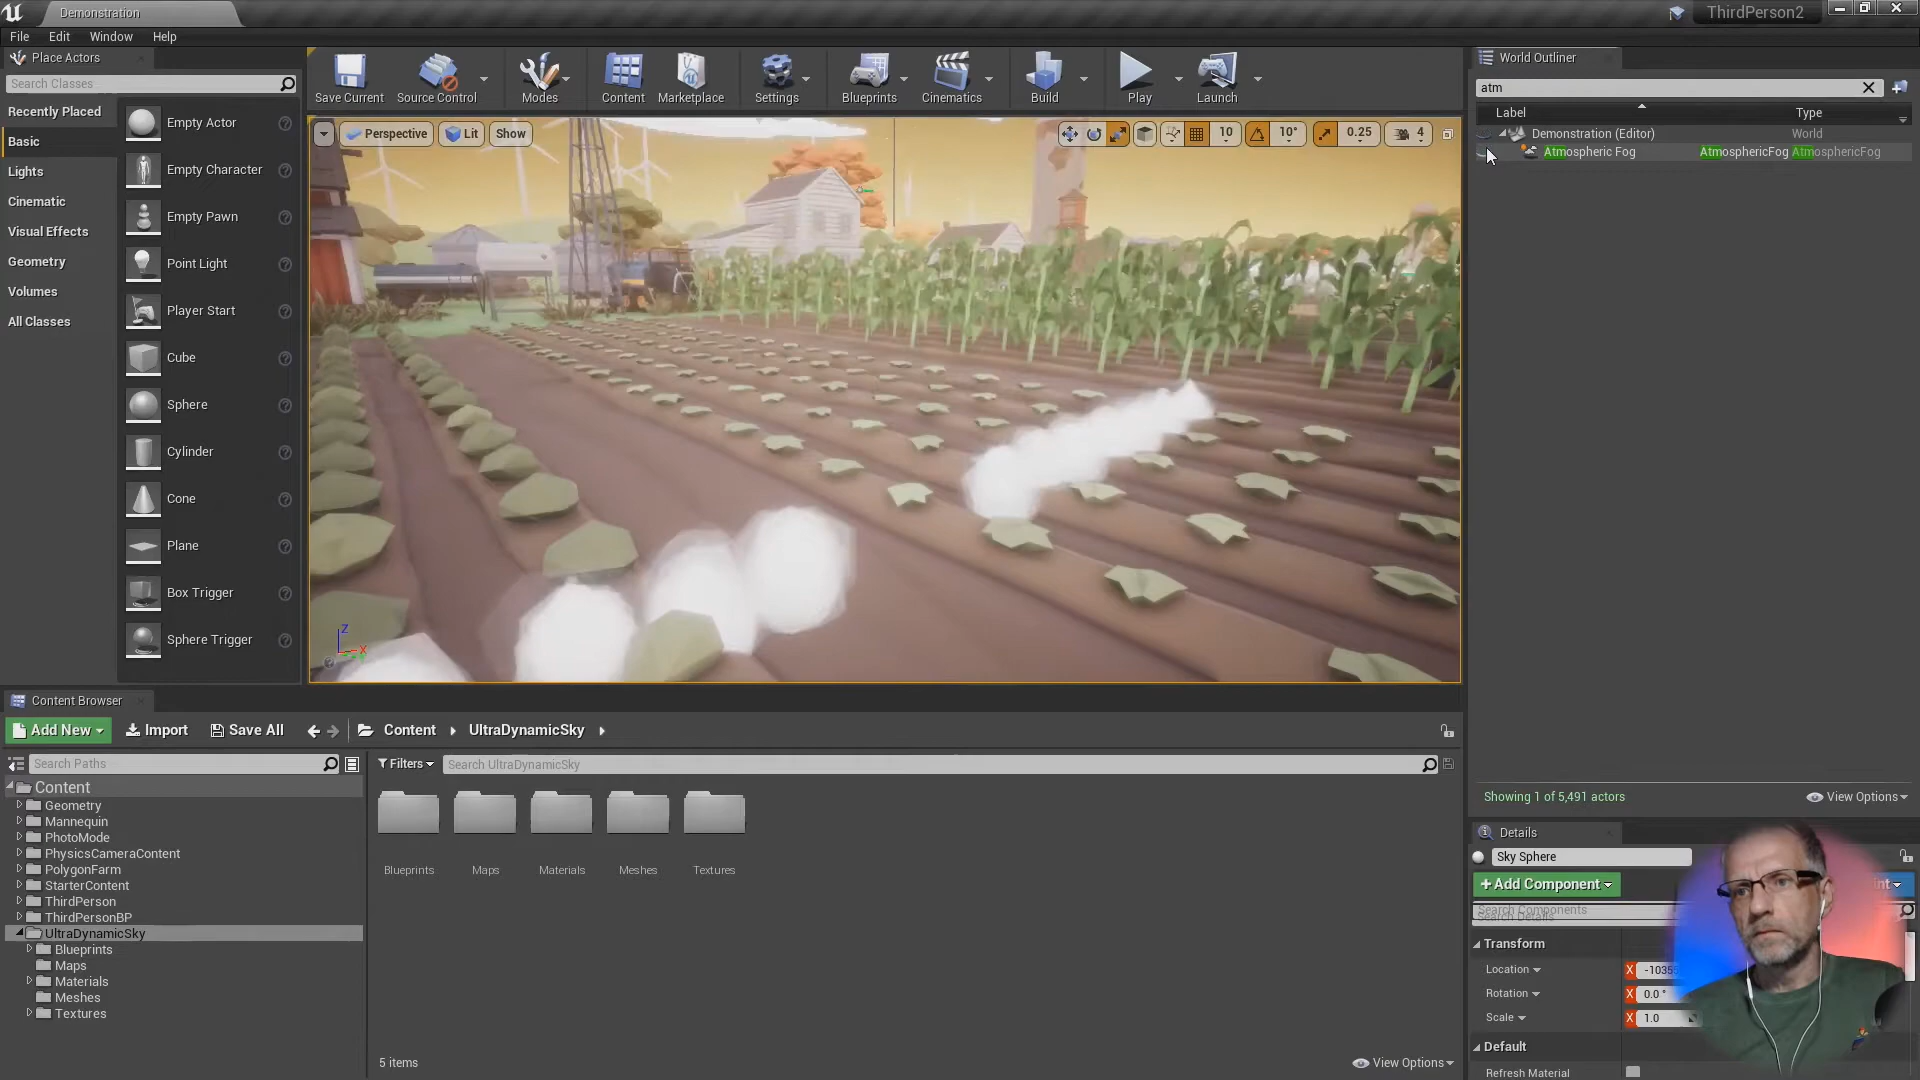 Demonstration
ThirdPerson2
File Edit Window Help
Place Actors
Search Classes
Recently Placed
Basic
Lights
Cinematic
Visual Effects
Geometry
Volumes
All Classes
Empty Actor
Empty Character
Empty Pawn
Point Light
Player Start
Cube
Sphere
Cylinder
Cone
Plane
Box Trigger
Sphere Trigger
Save Current
Source Control
Modes
Content
Marketplace
Settings
Blueprints
Cinematics
Build
Play
Launch
Perspective
Lit
Show
10
10°
0.25
4
Z
X
World Outliner
atm
Label Type
Demonstration (Editor) World
Atmospheric Fog AtmosphericFog AtmosphericFog
Showing 1 of 5,491 actors
View Options
Content Browser
Add New
Import
Save All
Content
UltraDynamicSky
Search Paths
Filters
Search UltraDynamicSky
Content
Geometry
Mannequin
PhotoMode
PhysicsCameraContent
PolygonFarm
StarterContent
ThirdPerson
ThirdPersonBP
UltraDynamicSky
Blueprints
Maps
Materials
Meshes
Textures
Blueprints
Maps
Materials
Meshes
Textures
5 items
View Options
Details
Sky Sphere
+Add Component
Search Components
Search Details
Transform
Location X
Rotation X 0.0 °
Scale X 1.0
Default
Refresh Material